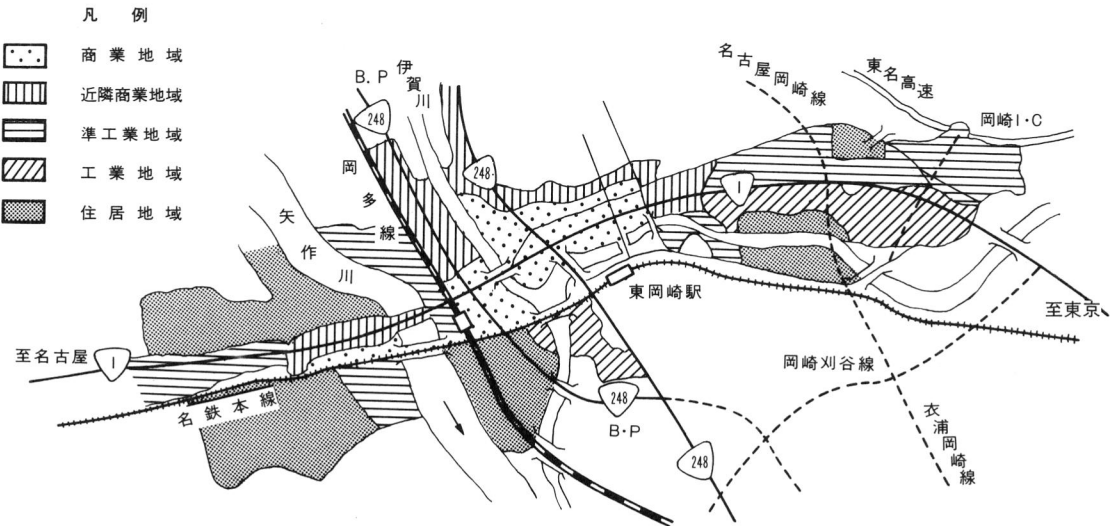 凡例
商業地域
近隣商業地域
準工業地域
工業地域
住居地域
B.P
248
伊賀川
248
岡多線
矢作川
名古屋岡崎線
東名高速
岡崎I・C
1
東岡崎駅
至東京
至名古屋
1
名鉄本線
岡崎刈谷線
248
B・P
248
衣浦岡崎線